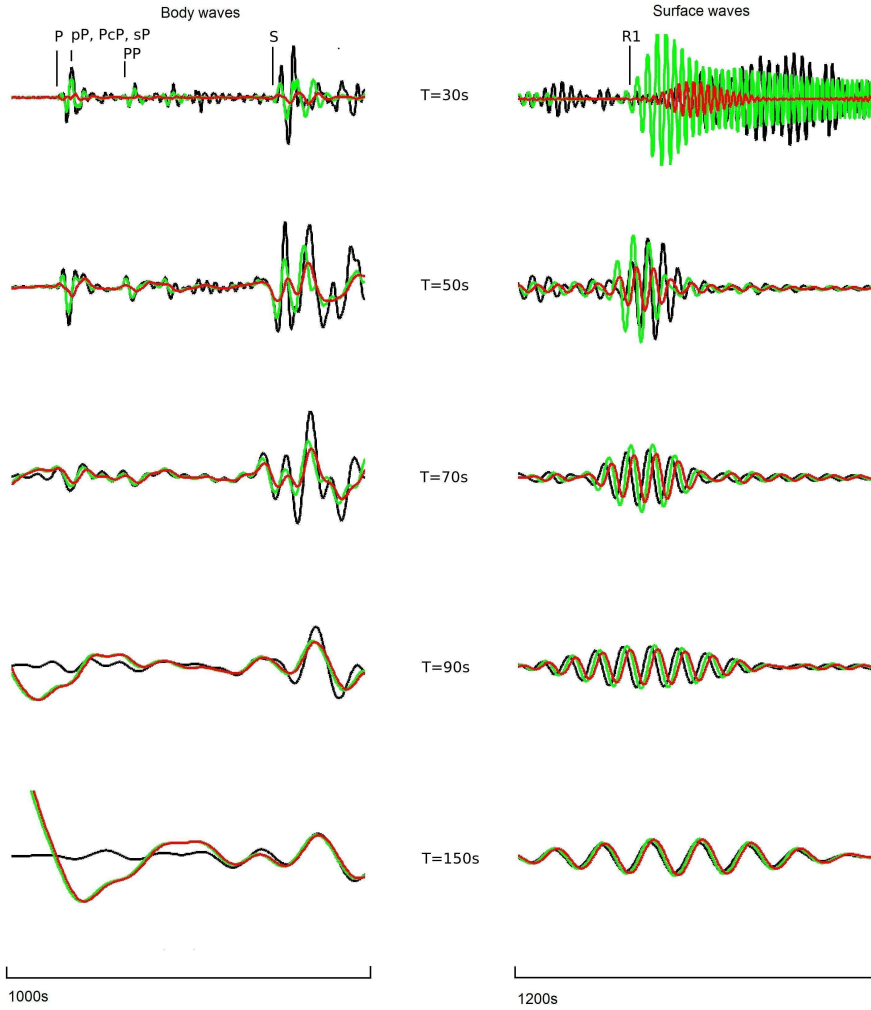 Body waves
Surface waves
P
pP, PcP, sP
PP
S
R1
T=30s
T=50s
T=70s
T=90s
T=150s
1000s
1200s